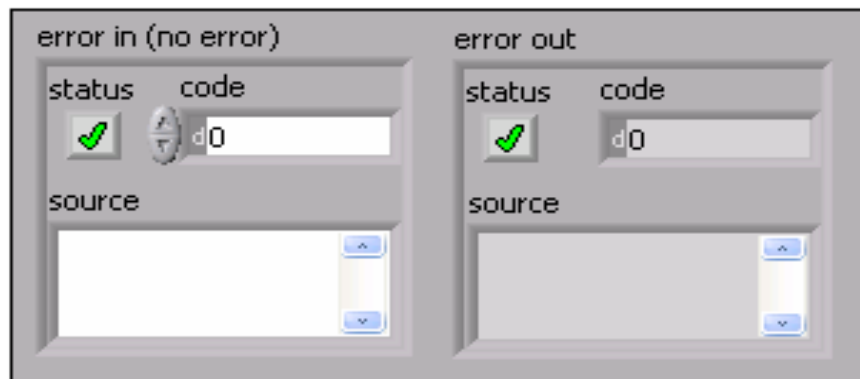 error in (no error)
status code
d0
source
error out
status code
d0
source